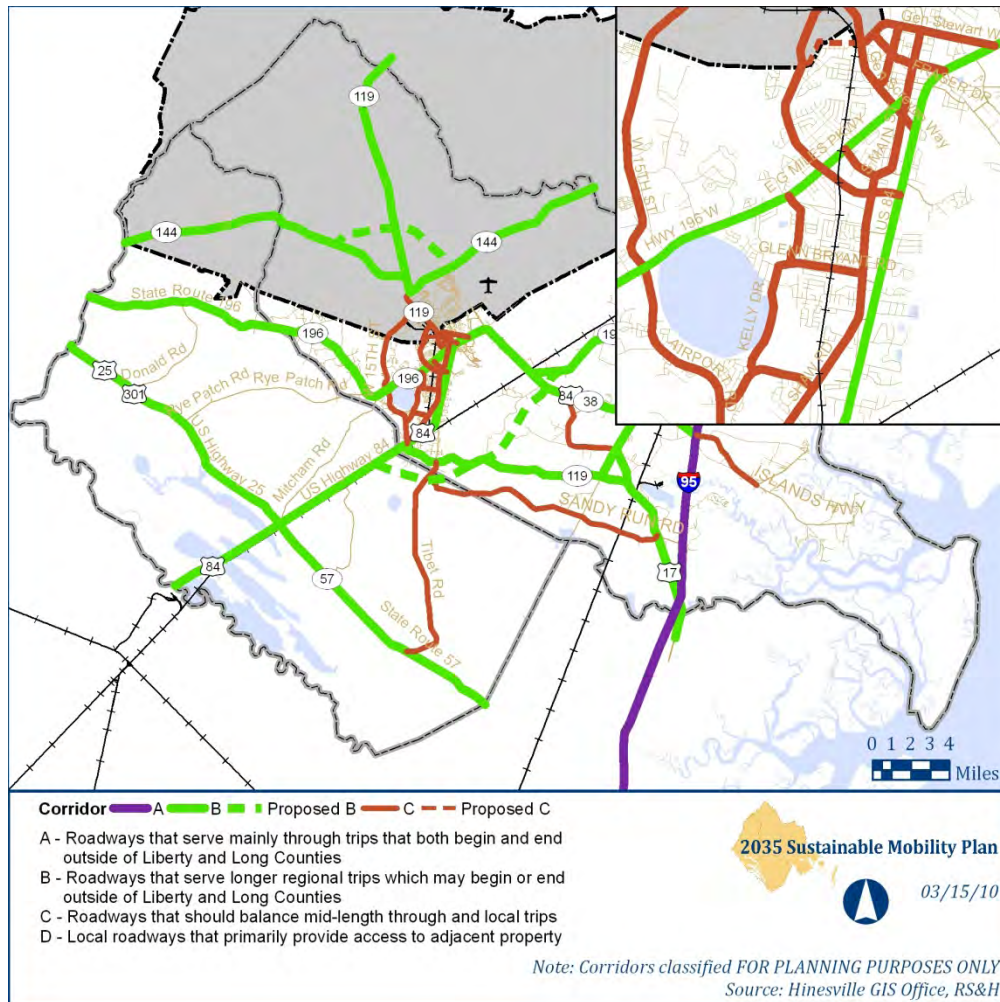 119
144
144
119
State Route 196
196
Donald Rd
25
301
Rye Patch Rd
Rye Patch Rd
US Highway 25
Mitcham Rd
US Highway 84
W 15TH ST
196
84
84
38
119
SANDY RUN RD
95
ISLANDS HWY
17
84
57
Tibet Rd
State Route 57
Gen Stewart W
FRASER DR
Gen Stewart Way
W 15TH ST
E G MILES PKWY
S MAIN S
US 84
HWY 196 W
GLENN BRYANT RD
KELLY DR
AIRPORT
0 1 2 3 4
Miles
Corridor A B Proposed B C Proposed C
A - Roadways that serve mainly through trips that both begin and end
outside of Liberty and Long Counties
B - Roadways that serve longer regional trips which may begin or end
outside of Liberty and Long Counties
C - Roadways that should balance mid-length through and local trips
D - Local roadways that primarily provide access to adjacent property
2035 Sustainable Mobility Plan
03/15/10
Note: Corridors classified FOR PLANNING PURPOSES ONLY
Source: Hinesville GIS Office, RS&H